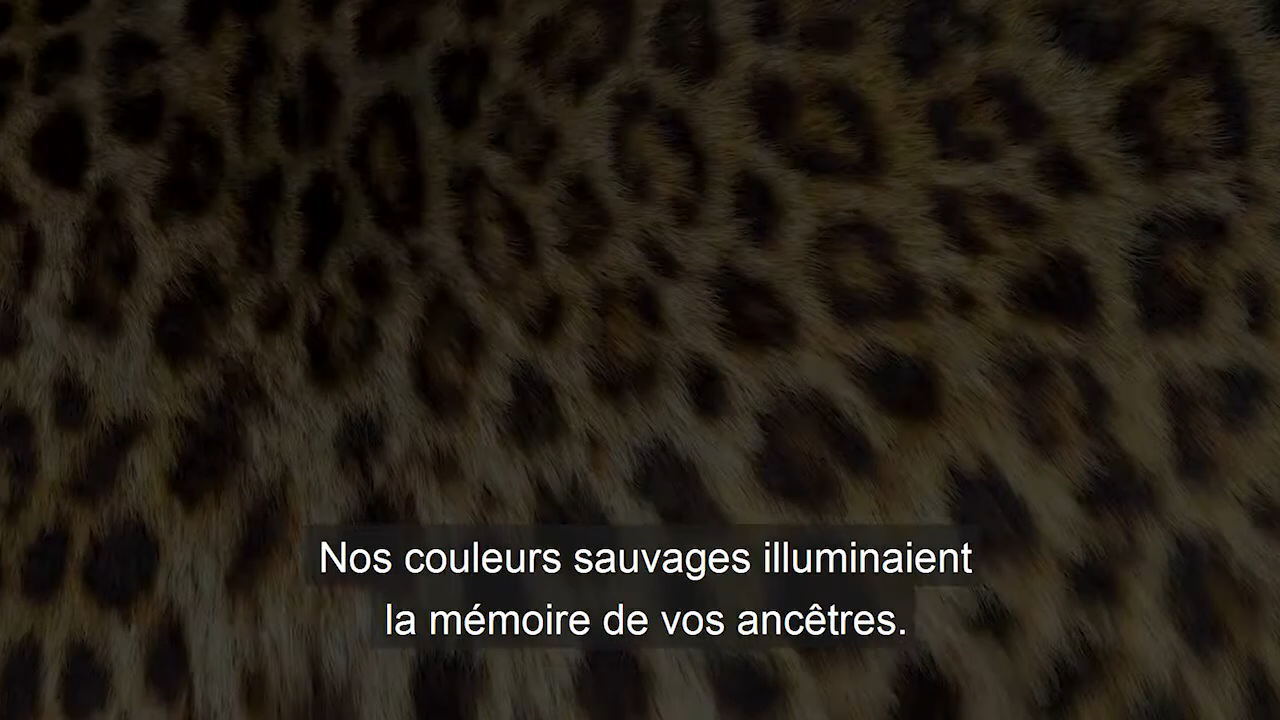 Nos couleurs sauvages illuminaient
la mémoire de vos ancêtres.